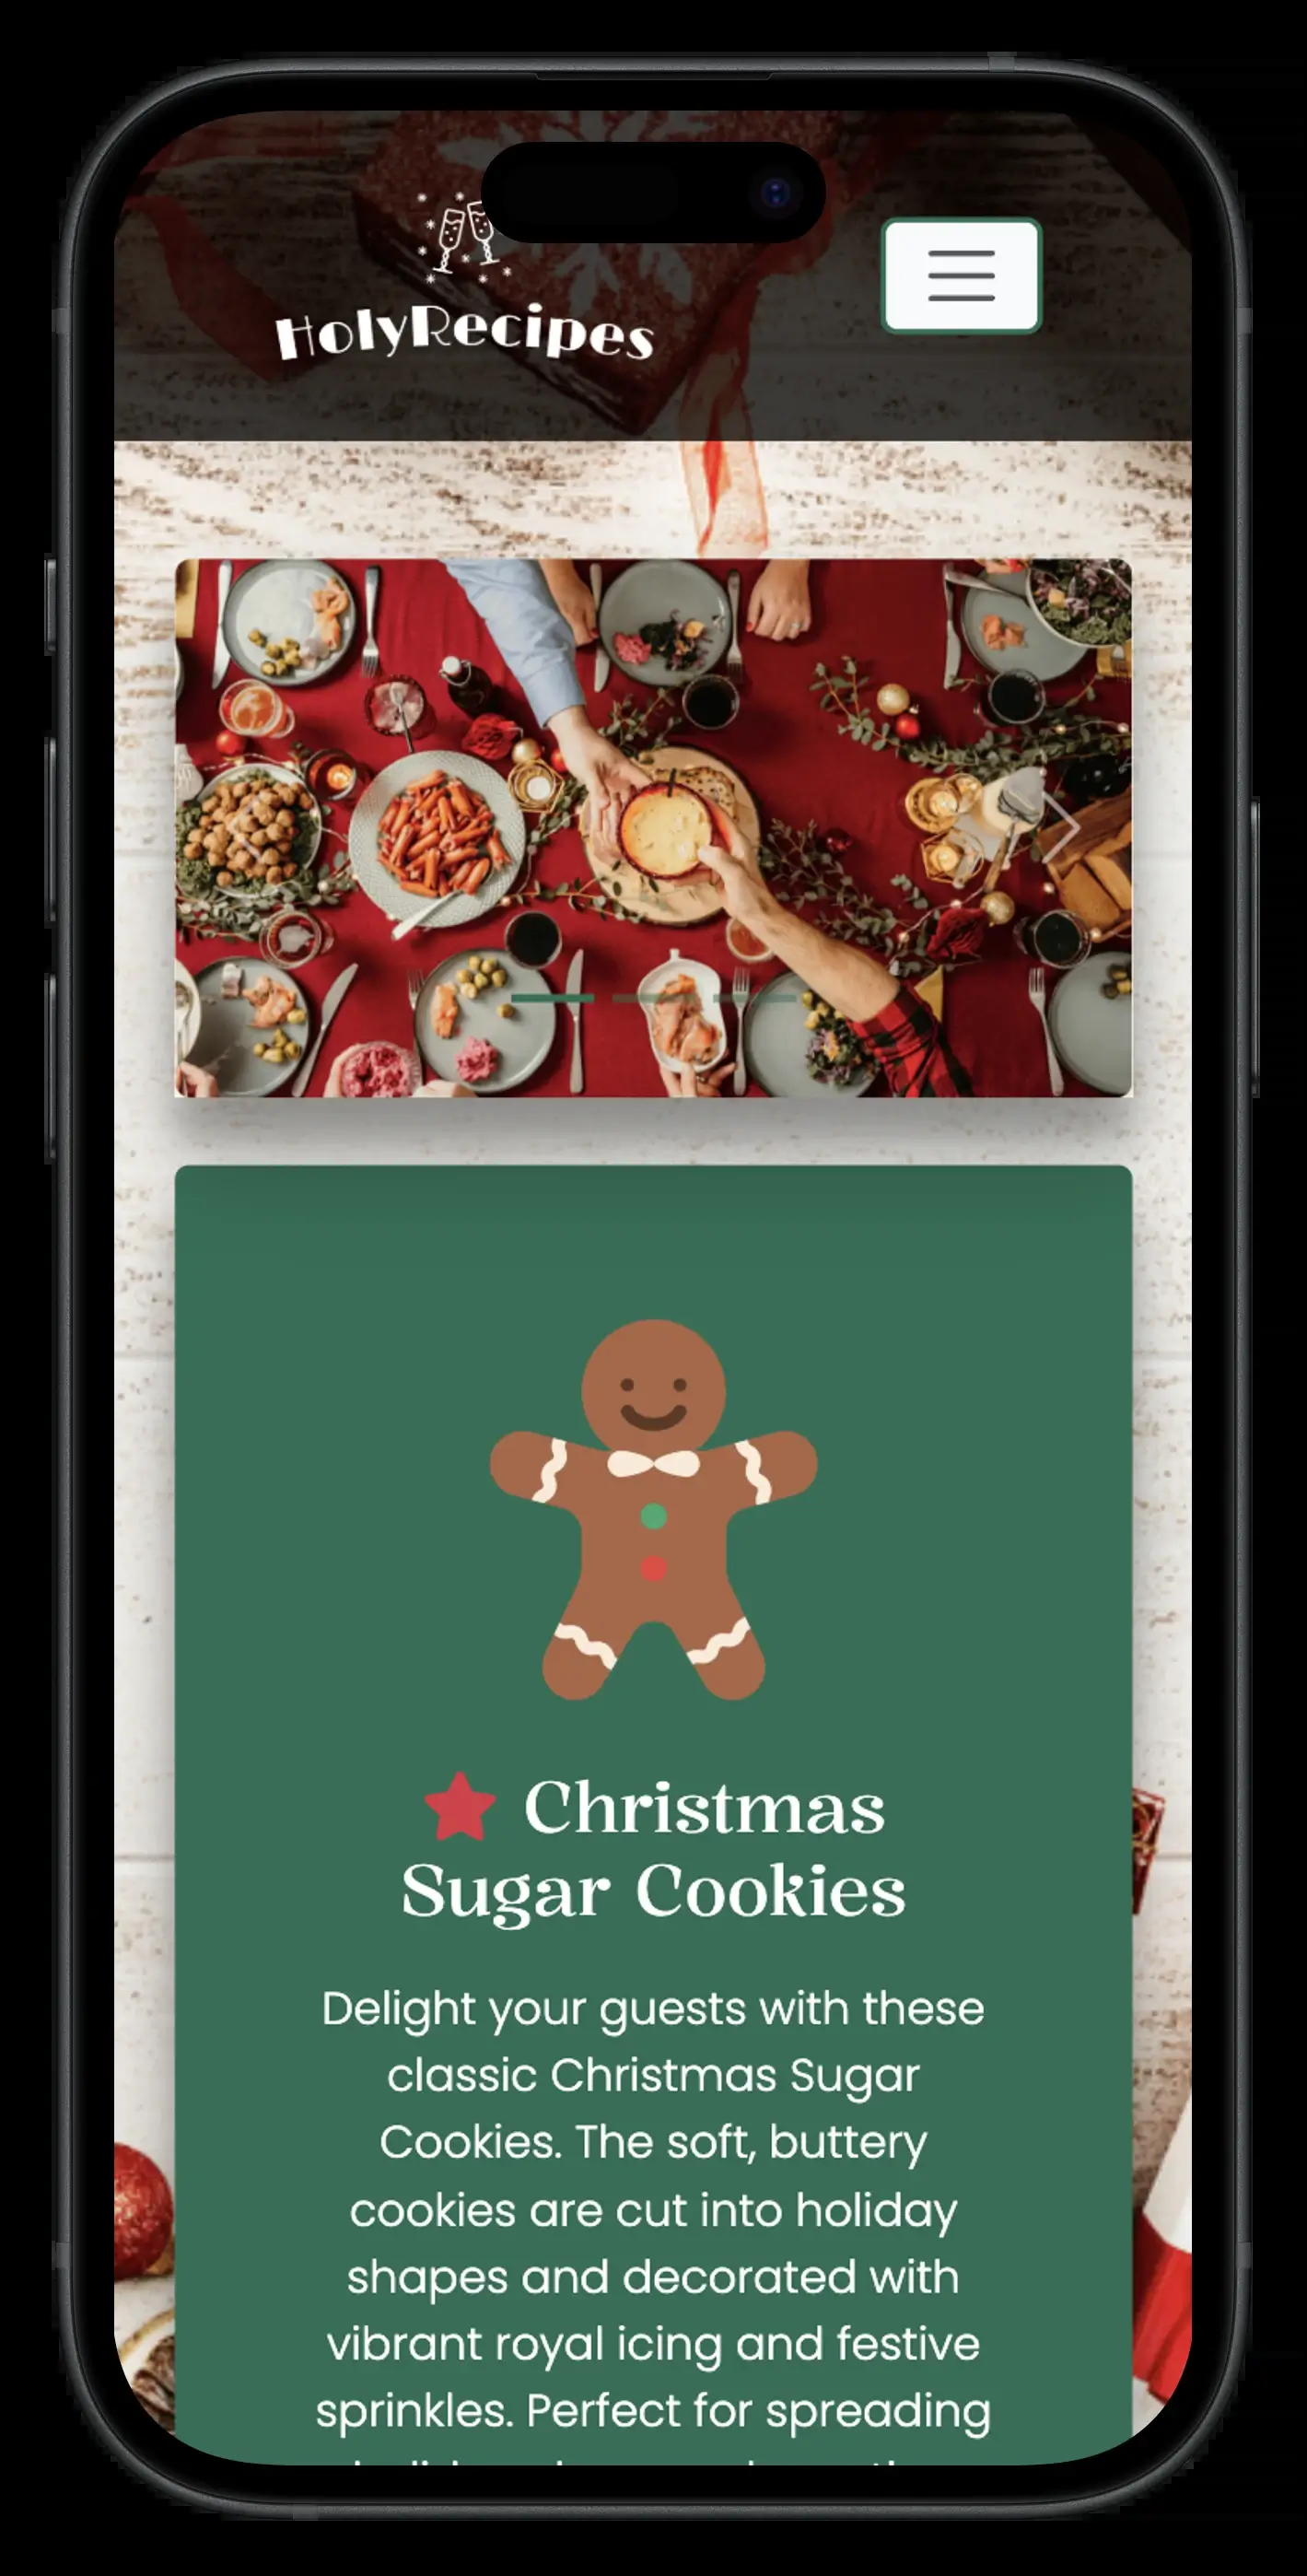 HolyRecipes
Christmas
Sugar Cookies
Delight your guests with these
classic Christmas Sugar
Cookies. The soft, buttery
cookies are cut into holiday
shapes and decorated with
vibrant royal icing and festive
sprinkles. Perfect for spreading